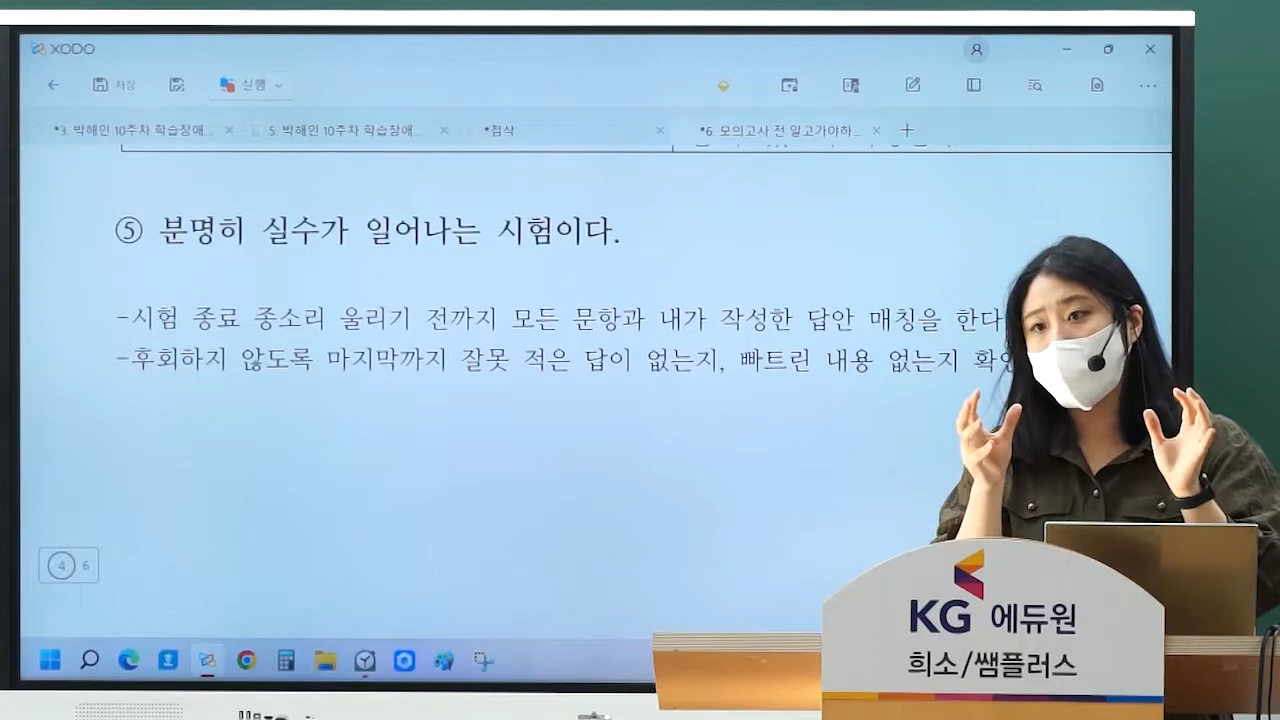 XODO
저장
실행
*3. 박해인 10주차 학습장애...
5. 박해인 10주차 학습장애...
*첨삭
*6. 모의고사 전 알고가야하...
⑤ 분명히 실수가 일어나는 시험이다.
-시험 종료 종소리 울리기 전까지 모든 문항과 내가 작성한 답안 매칭을 한다
-후회하지 않도록 마지막까지 잘못 적은 답이 없는지, 빠트린 내용 없는지
4 6
KG 에듀원
희소/쌤플러스